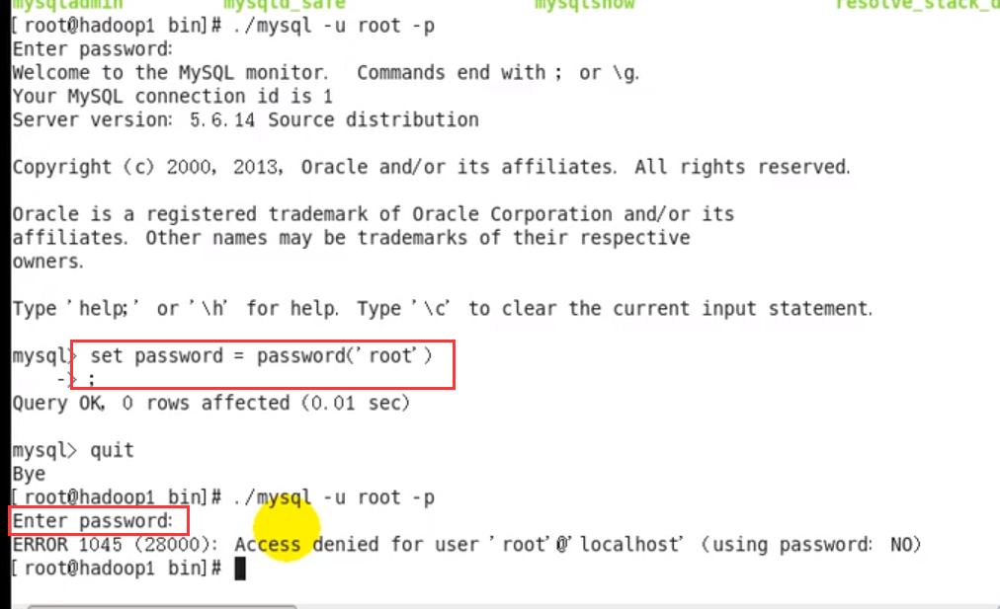 mysqladmin mysqld_safe mysqlshow resolve_stack_d
[root@hadoop1 bin]# ./mysql -u root -p
Enter password:
Welcome to the MySQL monitor.  Commands end with ; or \g.
Your MySQL connection id is 1
Server version: 5.6.14 Source distribution
Copyright (c) 2000, 2013, Oracle and/or its affiliates. All rights reserved.
Oracle is a registered trademark of Oracle Corporation and/or its
affiliates. Other names may be trademarks of their respective
owners.
Type 'help;' or '\h' for help. Type '\c' to clear the current input statement.
mysql> set password = password('root')
-> ;
Query OK, 0 rows affected (0.01 sec)
mysql> quit
Bye
[root@hadoop1 bin]# ./mysql -u root -p
Enter password:
ERROR 1045 (28000): Access denied for user 'root'@'localhost' (using password: NO)
[root@hadoop1 bin]#